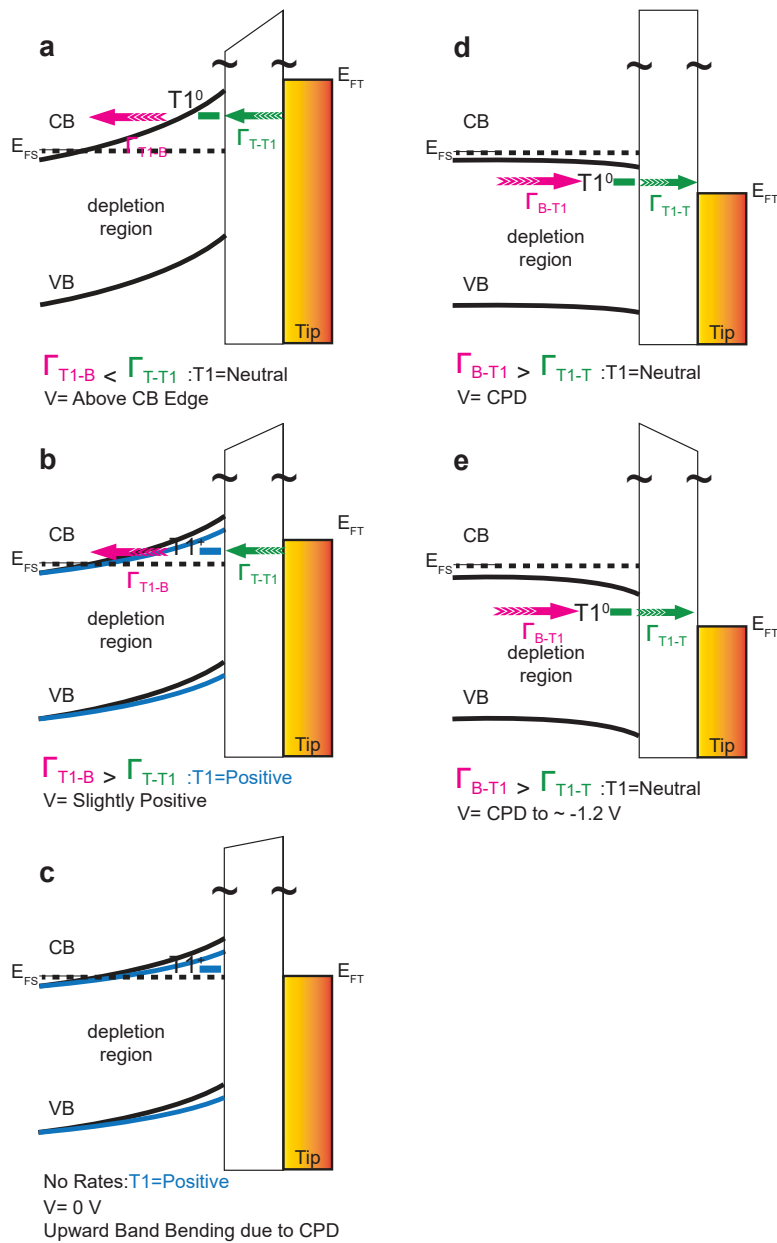 a
T1⁰
E_FT
CB
Γ_T1-B
Γ_T-T1
E_FS
depletion
region
VB
Tip
Γ_T1-B < Γ_T-T1 :T1=Neutral
V= Above CB Edge
b
CB
T1⁺
E_FT
E_FS
Γ_T1-B
Γ_T-T1
depletion
region
VB
Tip
Γ_T1-B > Γ_T-T1 :T1=Positive
V= Slightly Positive
c
CB
T1⁺
E_FS
E_FT
depletion
region
VB
Tip
No Rates:T1=Positive
V= 0 V
Upward Band Bending due to CPD
d
CB
E_FS
T1⁰
E_FT
Γ_B-T1
Γ_T1-T
depletion
region
VB
Tip
Γ_B-T1 > Γ_T1-T :T1=Neutral
V= CPD
e
CB
E_FS
T1⁰
E_FT
Γ_B-T1
Γ_T1-T
depletion
region
VB
Tip
Γ_B-T1 > Γ_T1-T :T1=Neutral
V= CPD to ~ -1.2 V